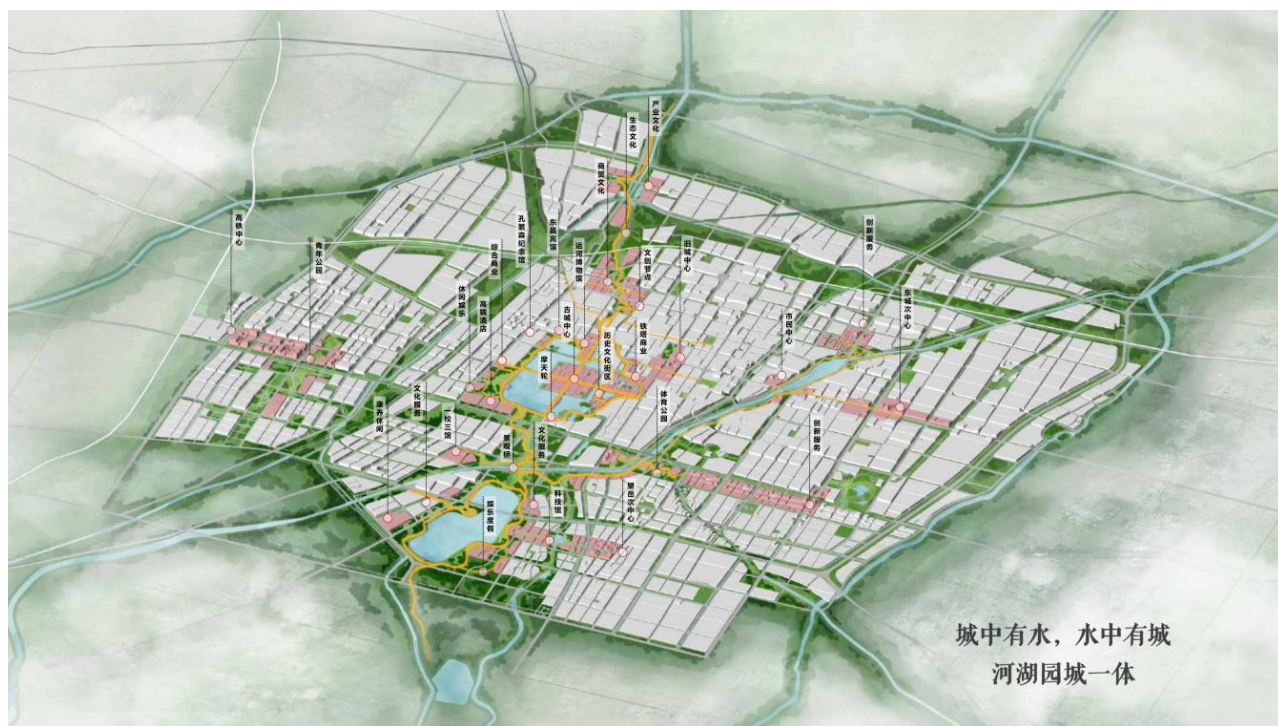 产业文化
生态文化
商贸文化
高铁中心
青年公园
综合商业
孔繁森纪念馆
东昌宾馆
运河博物馆
文创节点
旧城中心
创新服务
东城次中心
休闲娱乐
高端酒店
古城中心
历史文化街区
铁塔商业
市民中心
摩天轮
康养休闲
文化服务
一校三馆
景观桥
文化服务
体育公园
创新服务
娱乐度假
科技馆
望岳次中心
城中有水，水中有城
河湖园城一体